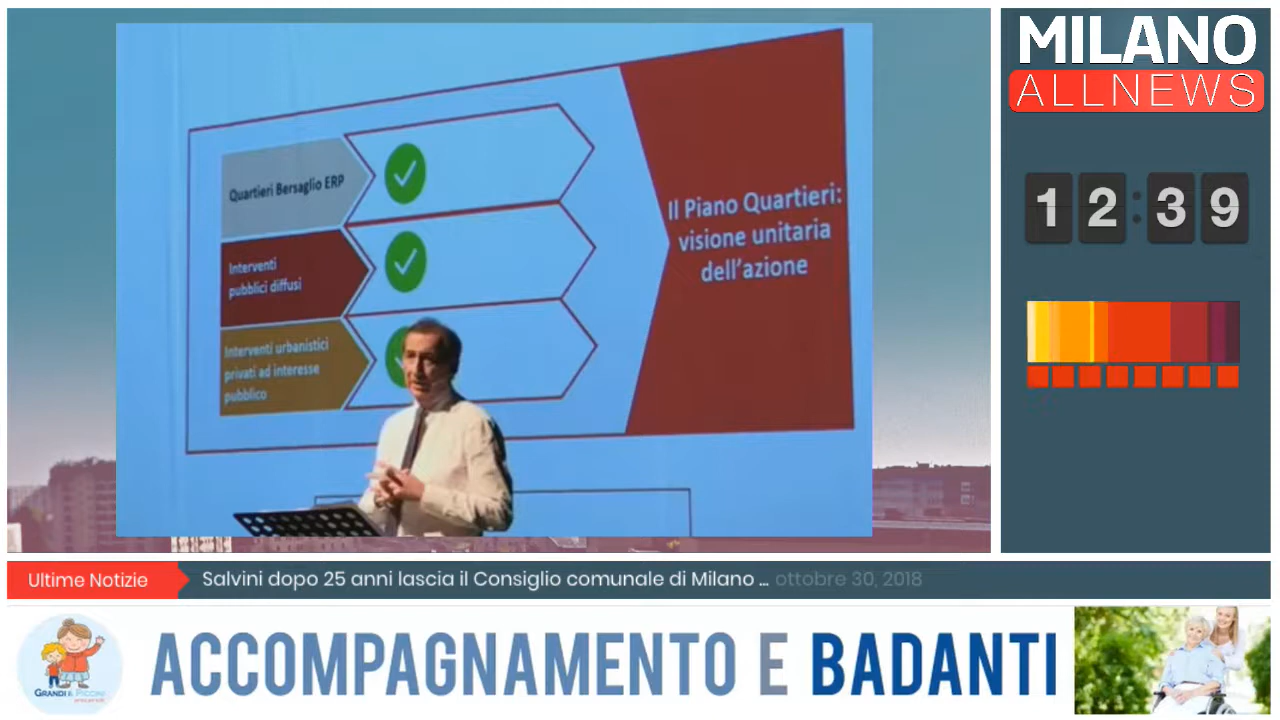 MILANO
ALLNEWS
12:39
Quartieri Bersaglio ERP
Interventi
pubblici diffusi
Interventi urbanistici
privati ad interesse
pubblico
Il Piano Quartieri:
visione unitaria
dell'azione
Ultime Notizie
Salvini dopo 25 anni lascia il Consiglio comunale di Milano ... ottobre 30, 2018
GRANDI & PICCINI
ACCOMPAGNAMENTO E BADANTI